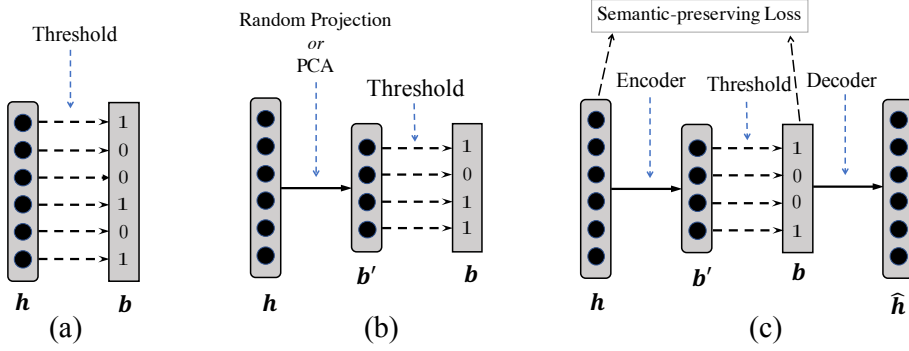 Threshold
1
0
0
1
0
1
h
b
(a)
Random Projection
or
PCA
Threshold
1
0
1
1
h
b′
b
(b)
Semantic-preserving Loss
Encoder
Threshold
Decoder
1
0
0
1
h
b′
b
ĥ
(c)